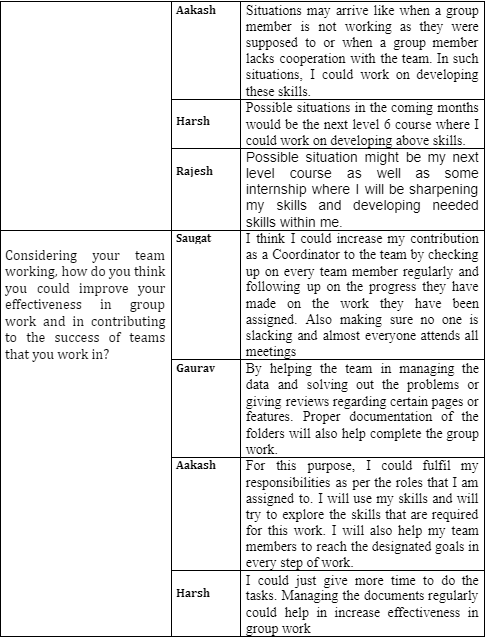 Aakash
Situations may arrive like when a group
member is not working as they were
supposed to or when a group member
lacks cooperation with the team. In such
situations, I could work on developing
these skills.
Harsh
Possible situations in the coming months
would be the next level 6 course where I
could work on developing above skills.
Rajesh
Possible situation might be my next
level course as well as some
internship where I will be sharpening
my skills and developing needed
skills within me.
Considering your team
working, how do you think
you could improve your
effectiveness in group
work and in contributing
to the success of teams
that you work in?
Saugat
I think I could increase my contribution
as a Coordinator to the team by checking
up on every team member regularly and
following up on the progress they have
made on the work they have been
assigned. Also making sure no one is
slacking and almost everyone attends all
meetings
Gaurav
By helping the team in managing the
data and solving out the problems or
giving reviews regarding certain pages or
features. Proper documentation of the
folders will also help complete the group
work.
Aakash
For this purpose, I could fulfil my
responsibilities as per the roles that I am
assigned to. I will use my skills and will
try to explore the skills that are required
for this work. I will also help my team
members to reach the designated goals in
every step of work.
Harsh
I could just give more time to do the
tasks. Managing the documents regularly
could help in increase effectiveness in
group work